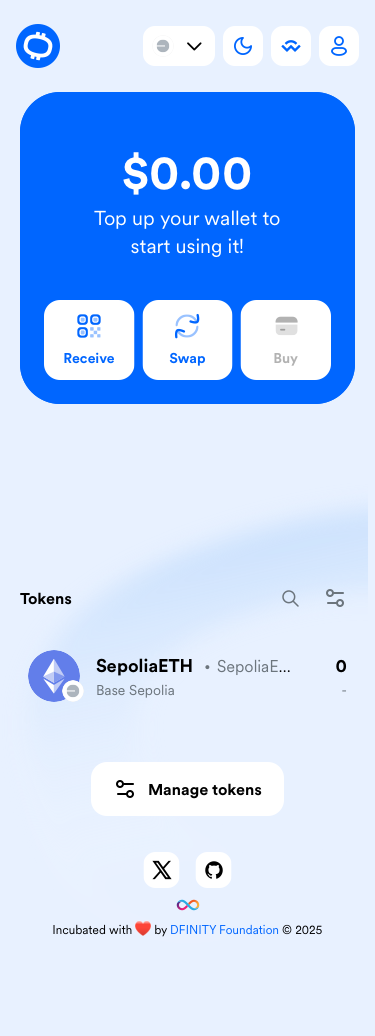 $0.00
Top up your wallet to
start using it!
Receive
Swap
Buy
Tokens
SepoliaETH • SepoliaE... 0
Base Sepolia -
Manage tokens
Incubated with ❤️ by DFINITY Foundation © 2025